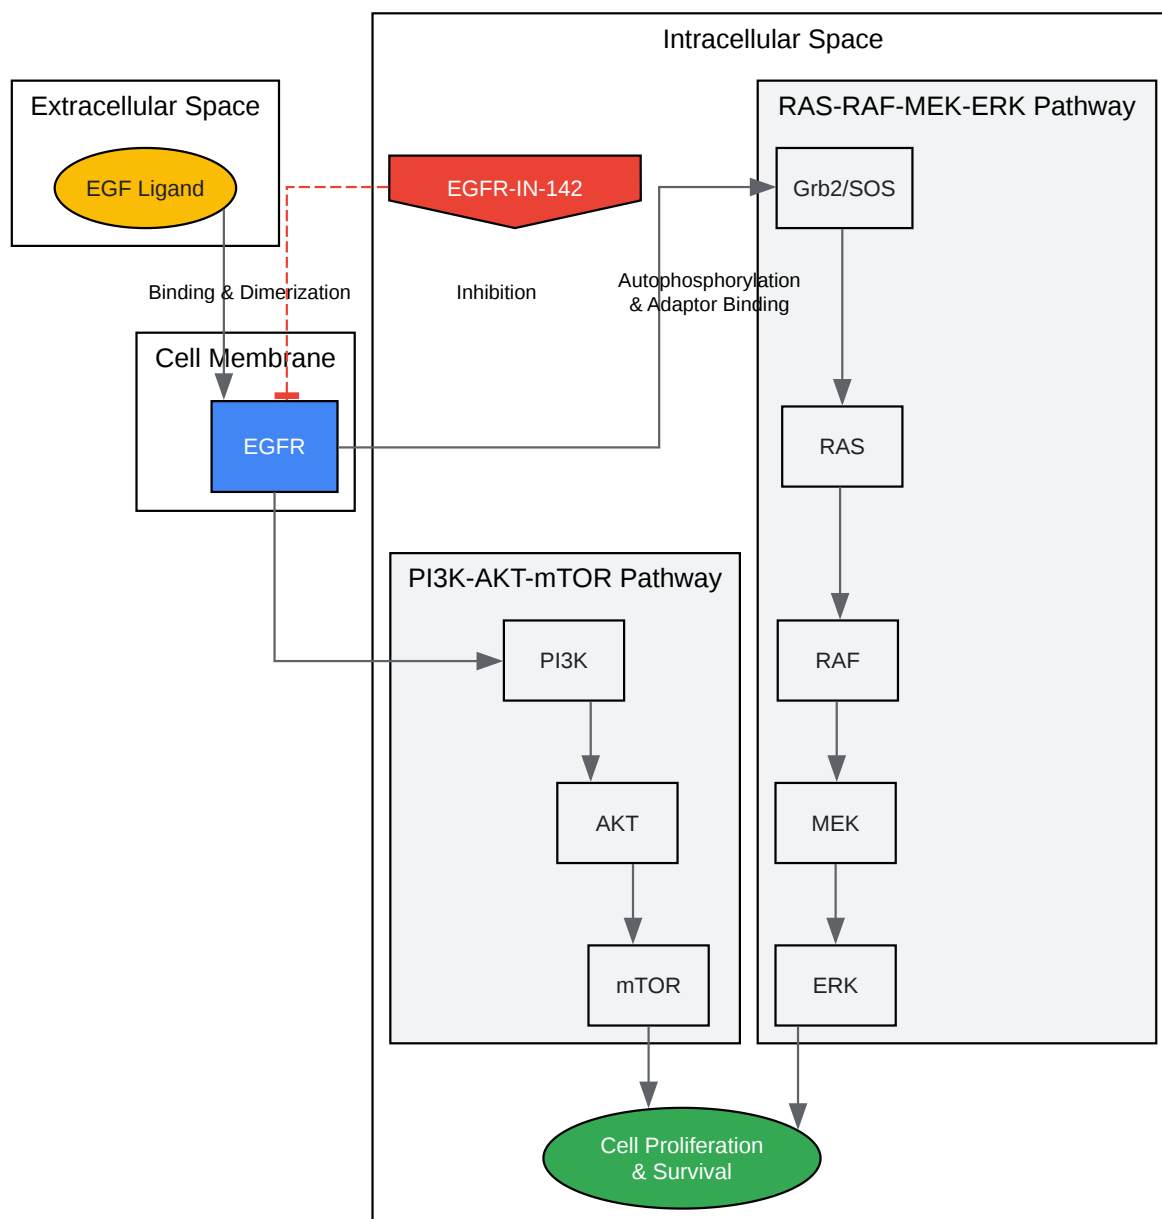 Intracellular Space
Extracellular Space
RAS-RAF-MEK-ERK Pathway
EGF Ligand
EGFR-IN-142
Grb2/SOS
Binding & Dimerization
Inhibition
Autophosphorylation
& Adaptor Binding
Cell Membrane
EGFR
RAS
PI3K-AKT-mTOR Pathway
PI3K
RAF
AKT
MEK
mTOR
ERK
Cell Proliferation
& Survival